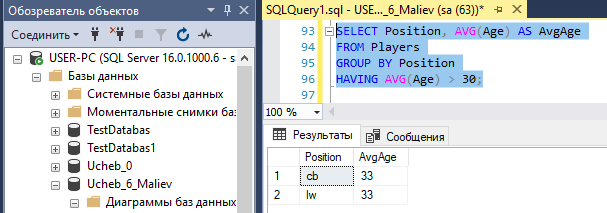 Обозреватель объектов
Соединить
USER-PC (SQL Server 16.0.1000.6 - s
Базы данных
Системные базы данных
Моментальные снимки баз
TestDatabas
TestDatabas1
Ucheb_0
Ucheb_6_Maliev
Диаграммы баз данных
SQLQuery1.sql - USE..._6_Maliev (sa (63))*
93 SELECT Position, AVG(Age) AS AvgAge
94 FROM Players
95 GROUP BY Position
96 HAVING AVG(Age) > 30;
100 %
Результаты Сообщения
Position AvgAge
1 cb 33
2 lw 33